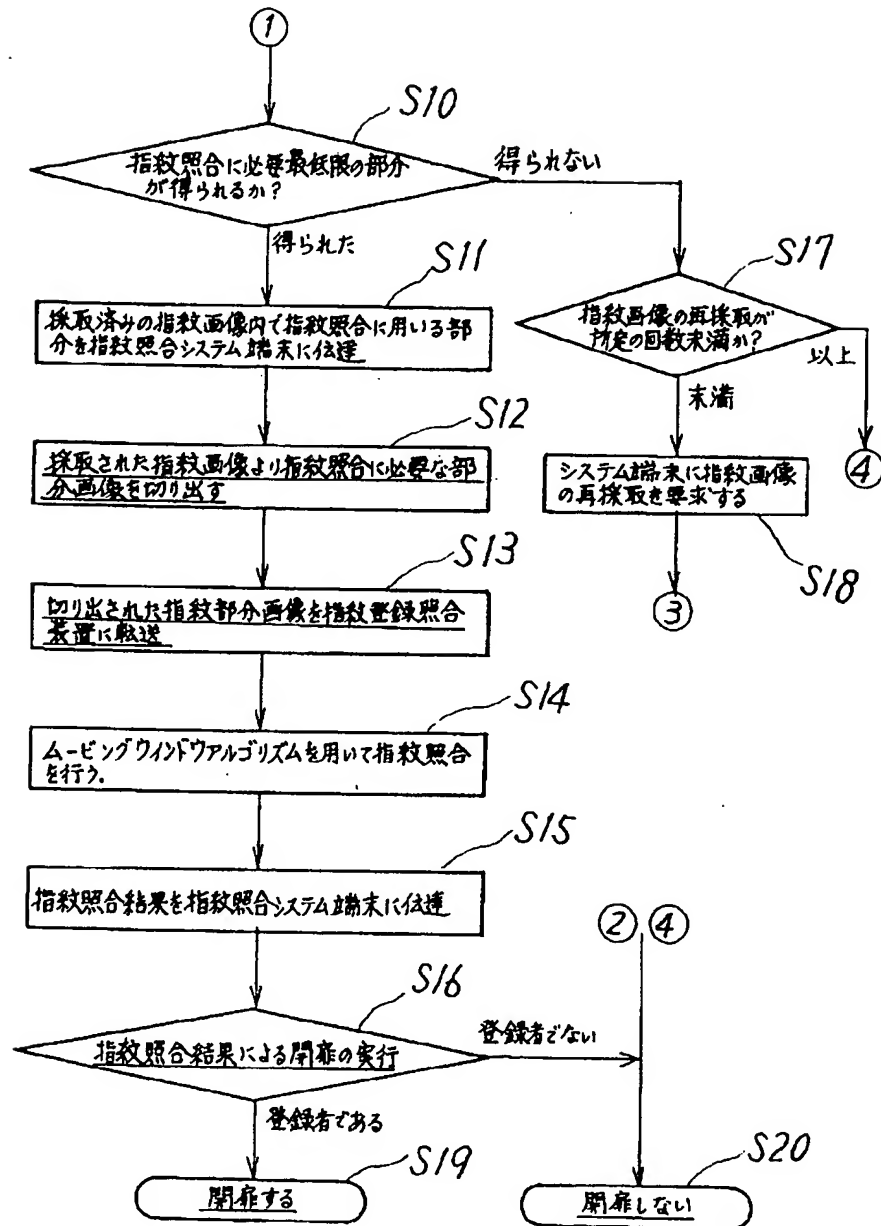 ①
S10
指紋照合に必要最低限の部分
が得られるか?
得られない
得られた
S11
採取済みの指紋画像内で指紋照合に用いる部
分を指紋照合システム端末に伝達
S17
指紋画像の再採取が
所定の回数未満か?
以上
未満
④
S12
採取された指紋画像より指紋照合に必要な部
分画像を切り出す
システム端末に指紋画像
の再採取を要求する
S18
③
S13
切り出された指紋部分画像を指紋登録照合
装置に転送
S14
ムービングウインドウアルゴリズムを用いて指紋照合
を行う.
S15
指紋照合結果を指紋照合システム端末に伝達
② ④
S16
指紋照合結果による開扉の実行
登録者でない
登録者である
S19
開扉する
S20
開扉しない